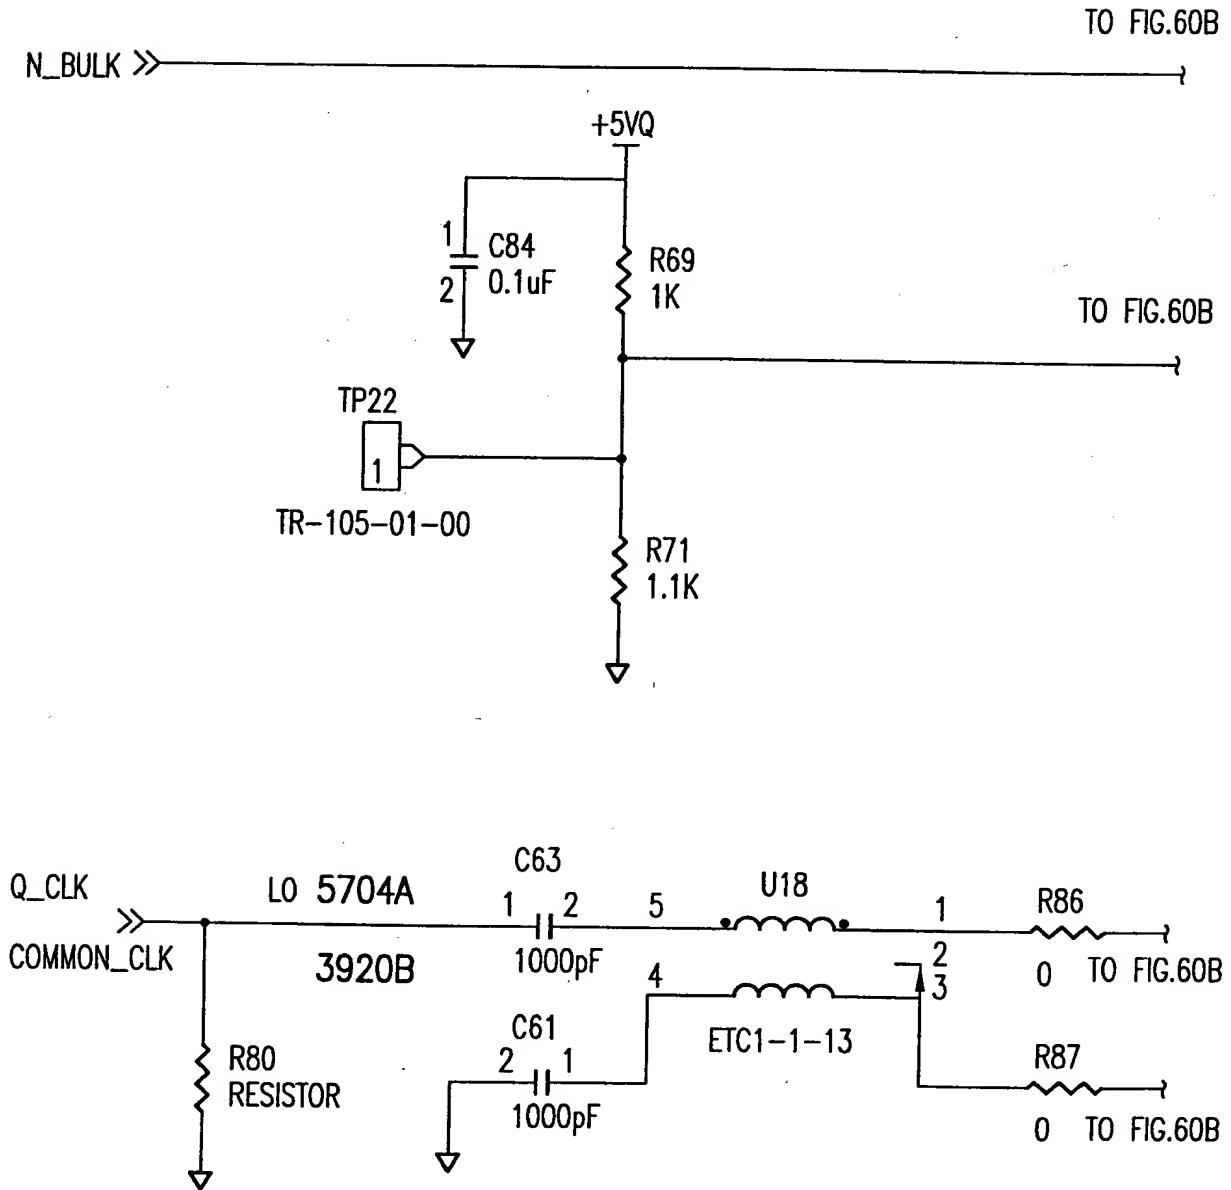 TO FIG.60B
N_BULK
+5VQ
1
C84
0.1uF
2
R69
1K
TO FIG.60B
TP22
1
TR-105-01-00
R71
1.1K
Q_CLK
COMMON_CLK
LO 5704A
3920B
C63
1 2
1000pF
5
U18
1
R86
0 TO FIG.60B
2
3
4
ETC1-1-13
C61
2 1
1000pF
R80
RESISTOR
R87
0 TO FIG.60B